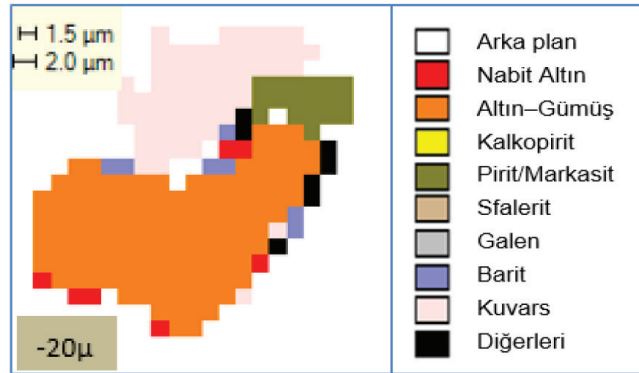 1.5 µm
2.0 µm
-20µ
Arka plan
Nabit Altın
Altın–Gümüş
Kalkopirit
Pirit/Markasit
Sfalerit
Galen
Barit
Kuvars
Diğerleri